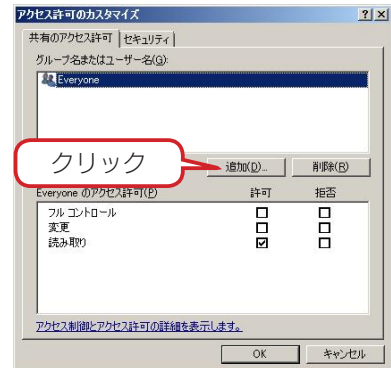 アクセス許可のカスタマイズ
共有のアクセス許可 セキュリティ
グループ名またはユーザー名(G):
Everyone
クリック
追加(D)... 削除(R)
Everyone のアクセス許可(P) 許可 拒否
フル コントロール
変更
読み取り
アクセス制御とアクセス許可の詳細を表示します。
OK キャンセル